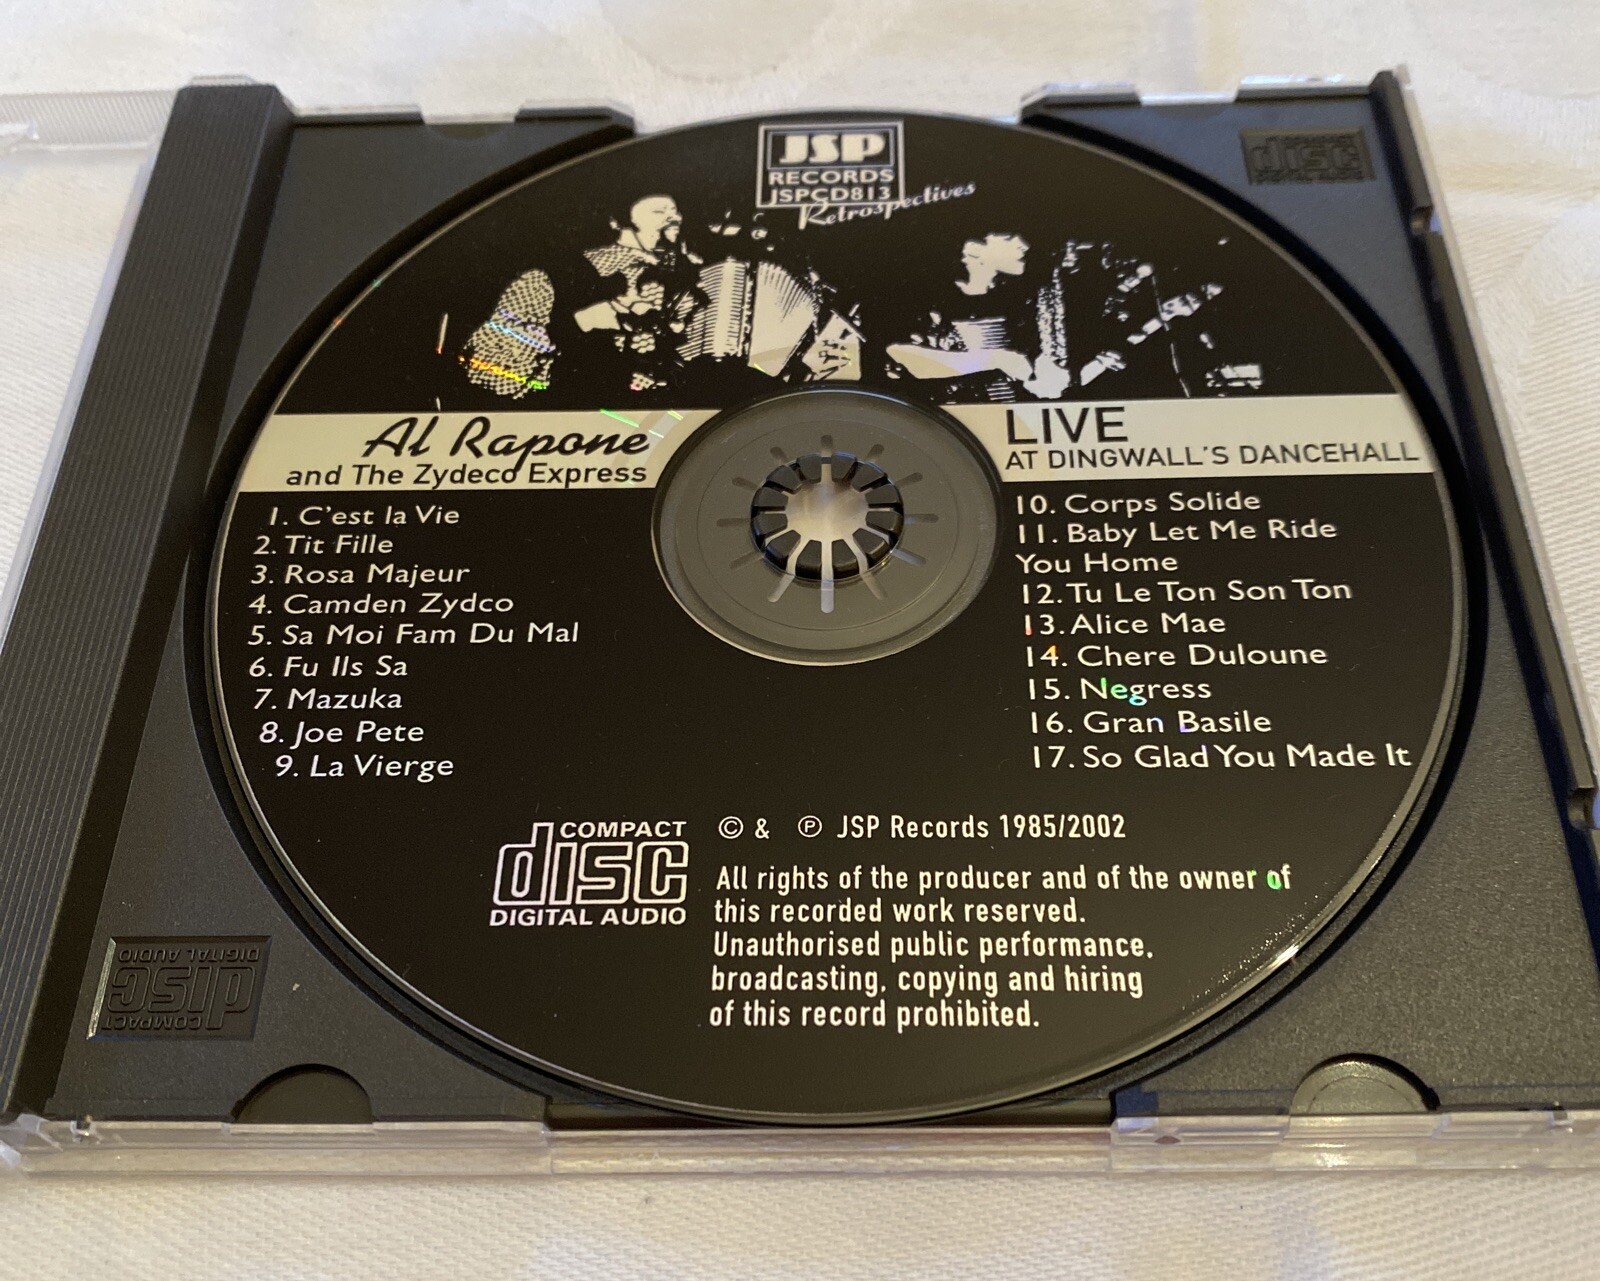 JSP
RECORDS
JSPCD813
Retrospectives
Al Rapone
and The Zydeco Express
LIVE
AT DINGWALL'S DANCEHALL
1. C'est la Vie
2. Tit Fille
3. Rosa Majeur
4. Camden Zydco
5. Sa Moi Fam Du Mal
6. Fu Ils Sa
7. Mazuka
8. Joe Pete
9. La Vierge
10. Corps Solide
11. Baby Let Me Ride
You Home
12. Tu Le Ton Son Ton
13. Alice Mae
14. Chere Duloune
15. Negress
16. Gran Basile
17. So Glad You Made It
COMPACT
disc
DIGITAL AUDIO
© & ℗ JSP Records 1985/2002
All rights of the producer and of the owner of
this recorded work reserved.
Unauthorised public performance,
broadcasting, copying and hiring
of this record prohibited.
COMPACT
disc
DIGITAL AUDIO
COMPACT
disc
DIGITAL AUDIO